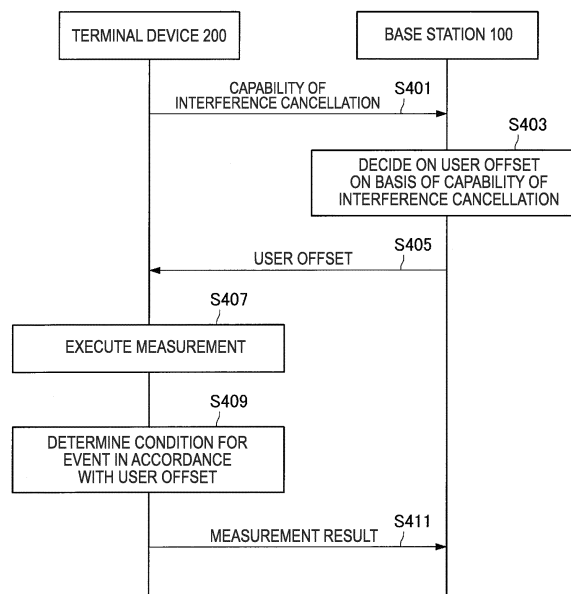 TERMINAL DEVICE 200
BASE STATION 100
CAPABILITY OF
INTERFERENCE CANCELLATION
S401
S403
DECIDE ON USER OFFSET
ON BASIS OF CAPABILITY OF
INTERFERENCE CANCELLATION
USER OFFSET
S405
S407
EXECUTE MEASUREMENT
S409
DETERMINE CONDITION FOR
EVENT IN ACCORDANCE
WITH USER OFFSET
MEASUREMENT RESULT
S411